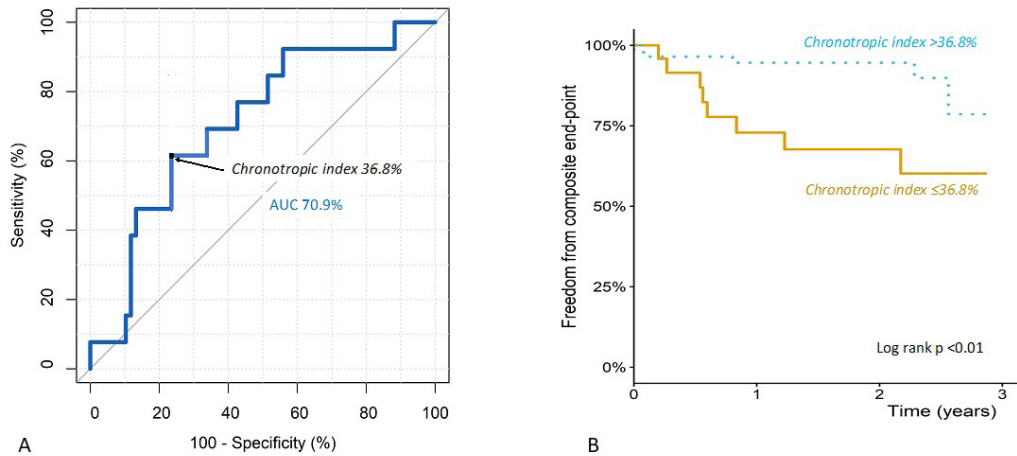 100
80
60
40
20
0
Sensitivity (%)
Chronotropic index 36.8%
AUC 70.9%
0 20 40 60 80 100
100 - Specificity (%)
A
Chronotropic index >36.8%
100%
75%
50%
25%
0%
Freedom from composite end-point
Chronotropic index ≤36.8%
Log rank p <0.01
0 1 2 3
Time (years)
B